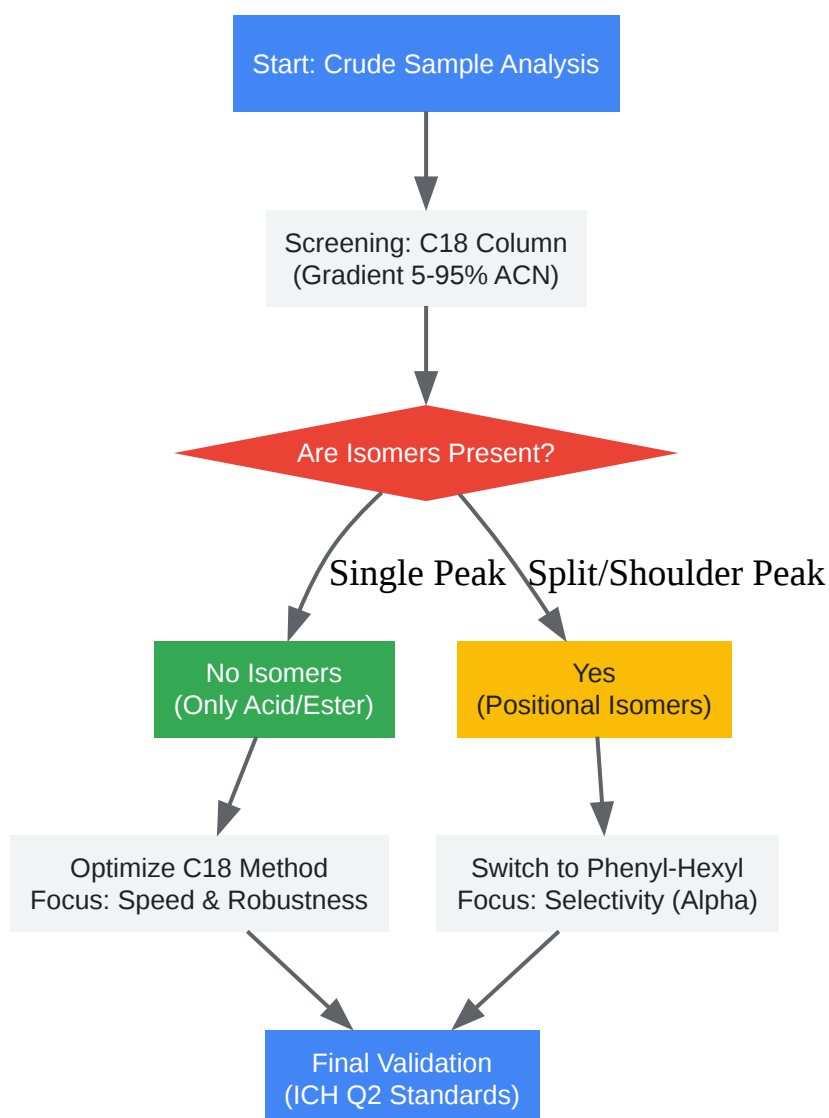 Start: Crude Sample Analysis
Screening: C18 Column
(Gradient 5-95% ACN)
Are Isomers Present?
Single Peak
Split/Shoulder Peak
No Isomers
(Only Acid/Ester)
Yes
(Positional Isomers)
Optimize C18 Method
Focus: Speed & Robustness
Switch to Phenyl-Hexyl
Focus: Selectivity (Alpha)
Final Validation
(ICH Q2 Standards)